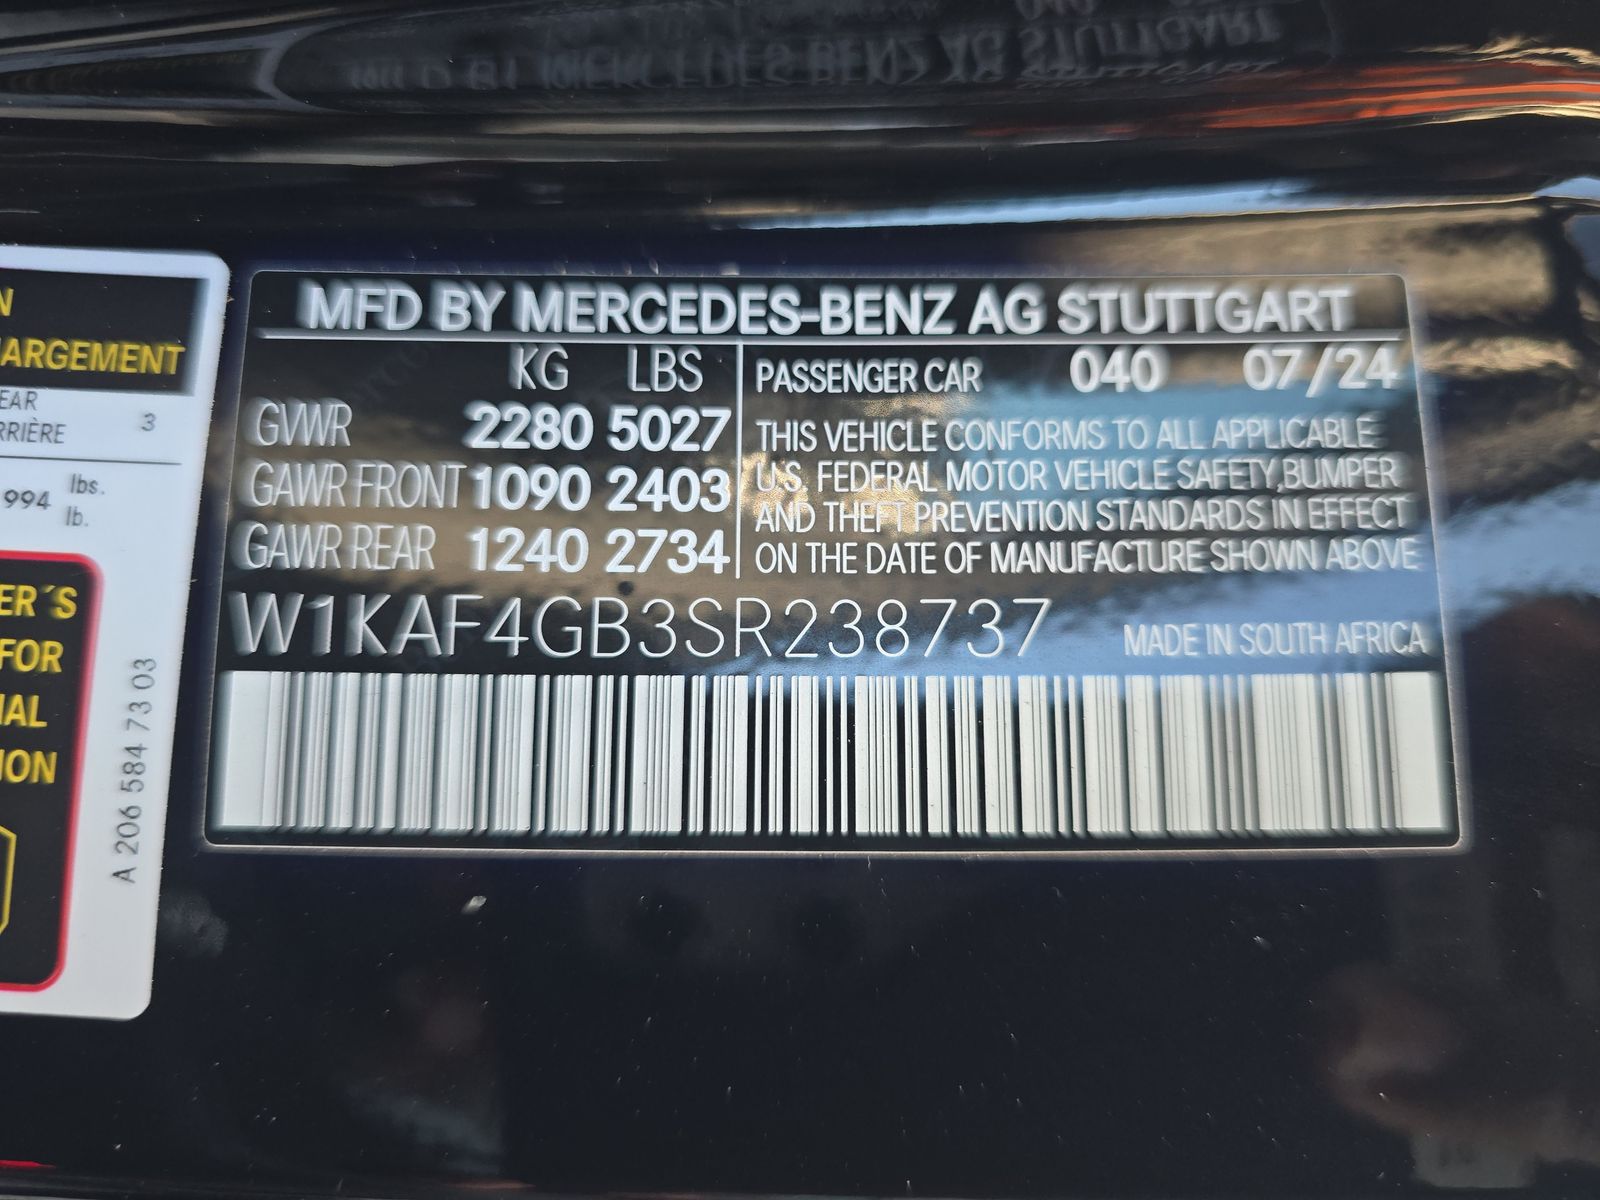 N
ARGEMENT
EAR
RRIÈRE 3
994 lbs.
lb.
ER´S
FOR
IAL
ION
A 206 584 73 03
MFD BY MERCEDES-BENZ AG STUTTGART
KG LBS
GVWR 2280 5027
GAWR FRONT 1090 2403
GAWR REAR 1240 2734
PASSENGER CAR 040 07/24
THIS VEHICLE CONFORMS TO ALL APPLICABLE
U.S. FEDERAL MOTOR VEHICLE SAFETY,BUMPER
AND THEFT PREVENTION STANDARDS IN EFFECT
ON THE DATE OF MANUFACTURE SHOWN ABOVE
W1KAF4GB3SR238737 MADE IN SOUTH AFRICA